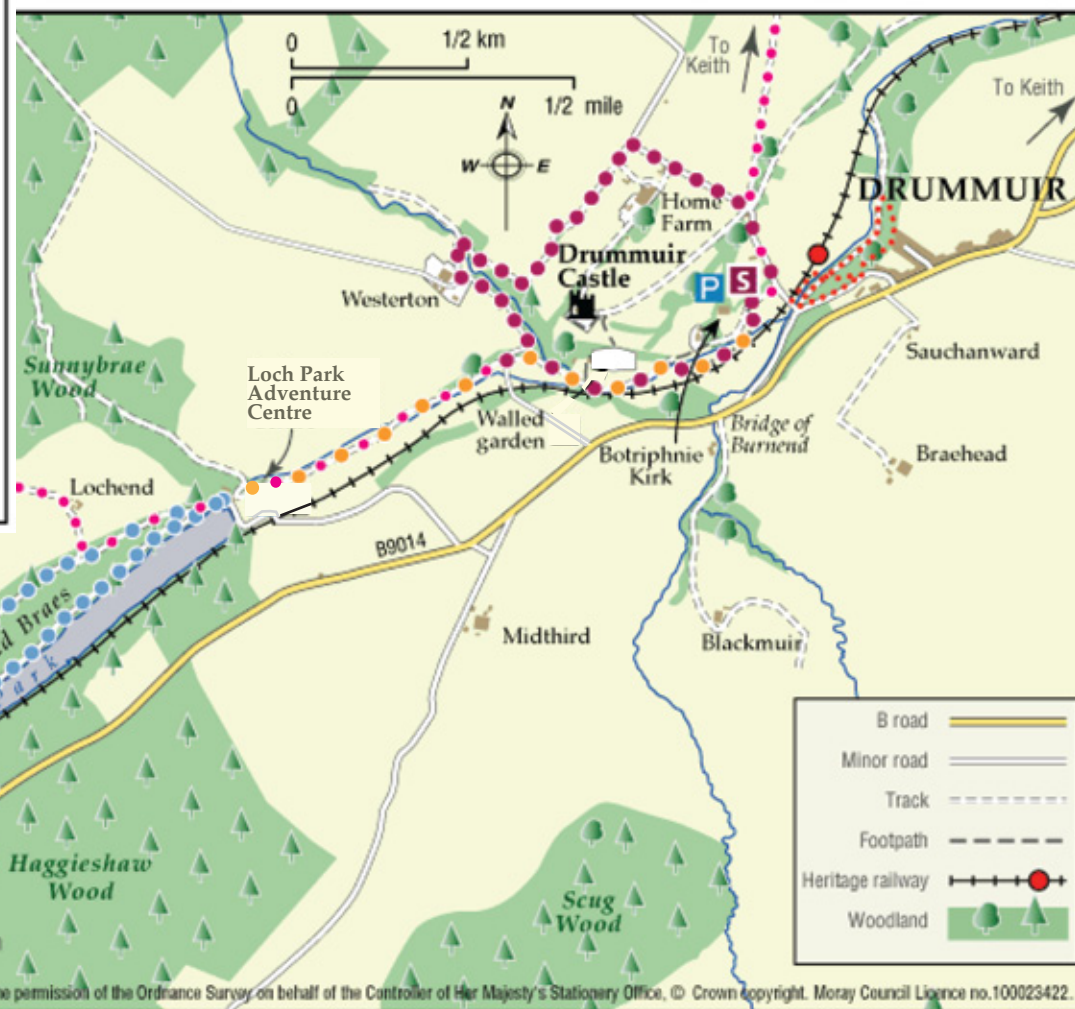 0
1/2 km
0
1/2 mile
N
W
E
To
Keith
To Keith
DRUMMUIR
Home
Farm
Drummuir
Castle
P
S
Westerton
Sauchanward
Sunnybrae
Wood
Loch Park
Adventure
Centre
Walled
garden
Botriphnie
Kirk
Bridge of
Burnend
Braehead
Lochend
B9014
d Braes
Park
Midthird
Blackmuir
B road
Minor road
Track
Footpath
Heritage railway
Woodland
Haggieshaw
Wood
Scug
Wood
e permission of the Ordnance Survey on behalf of the Controller of Her Majesty's Stationery Office, © Crown copyright. Moray Council Licence no.100023422.